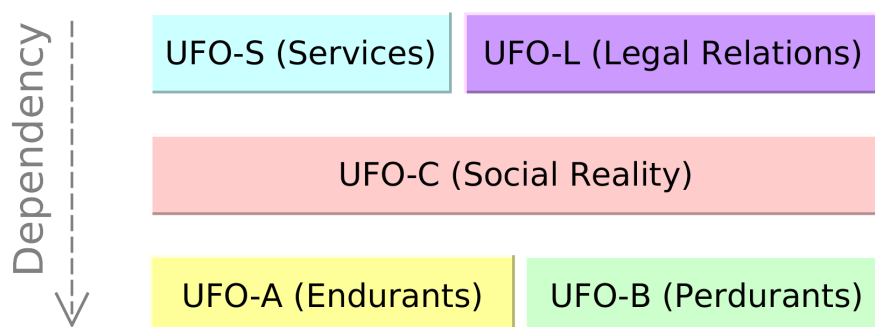 Dependency
UFO-S (Services)
UFO-L (Legal Relations)
UFO-C (Social Reality)
UFO-A (Endurants)
UFO-B (Perdurants)